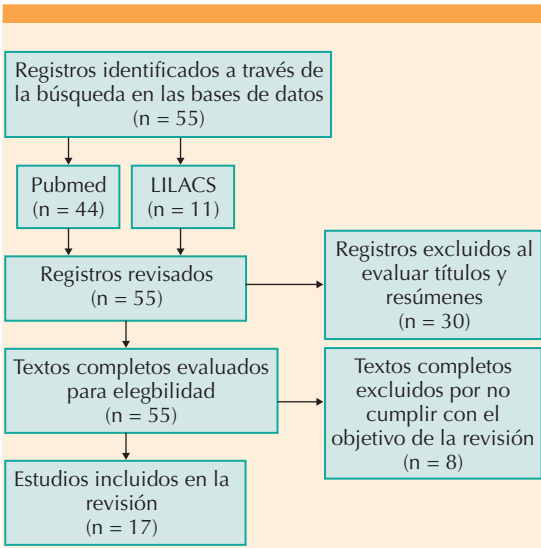 Registros identificados a través de
la búsqueda en las bases de datos
(n = 55)
Pubmed
(n = 44)
LILACS
(n = 11)
Registros revisados
(n = 55)
Registros excluidos al
evaluar títulos y
resúmenes
(n = 30)
Textos completos evaluados
para elegbilidad
(n = 55)
Textos completos
excluidos por no
cumplir con el
objetivo de la revisión
(n = 8)
Estudios incluidos en la
revisión
(n = 17)